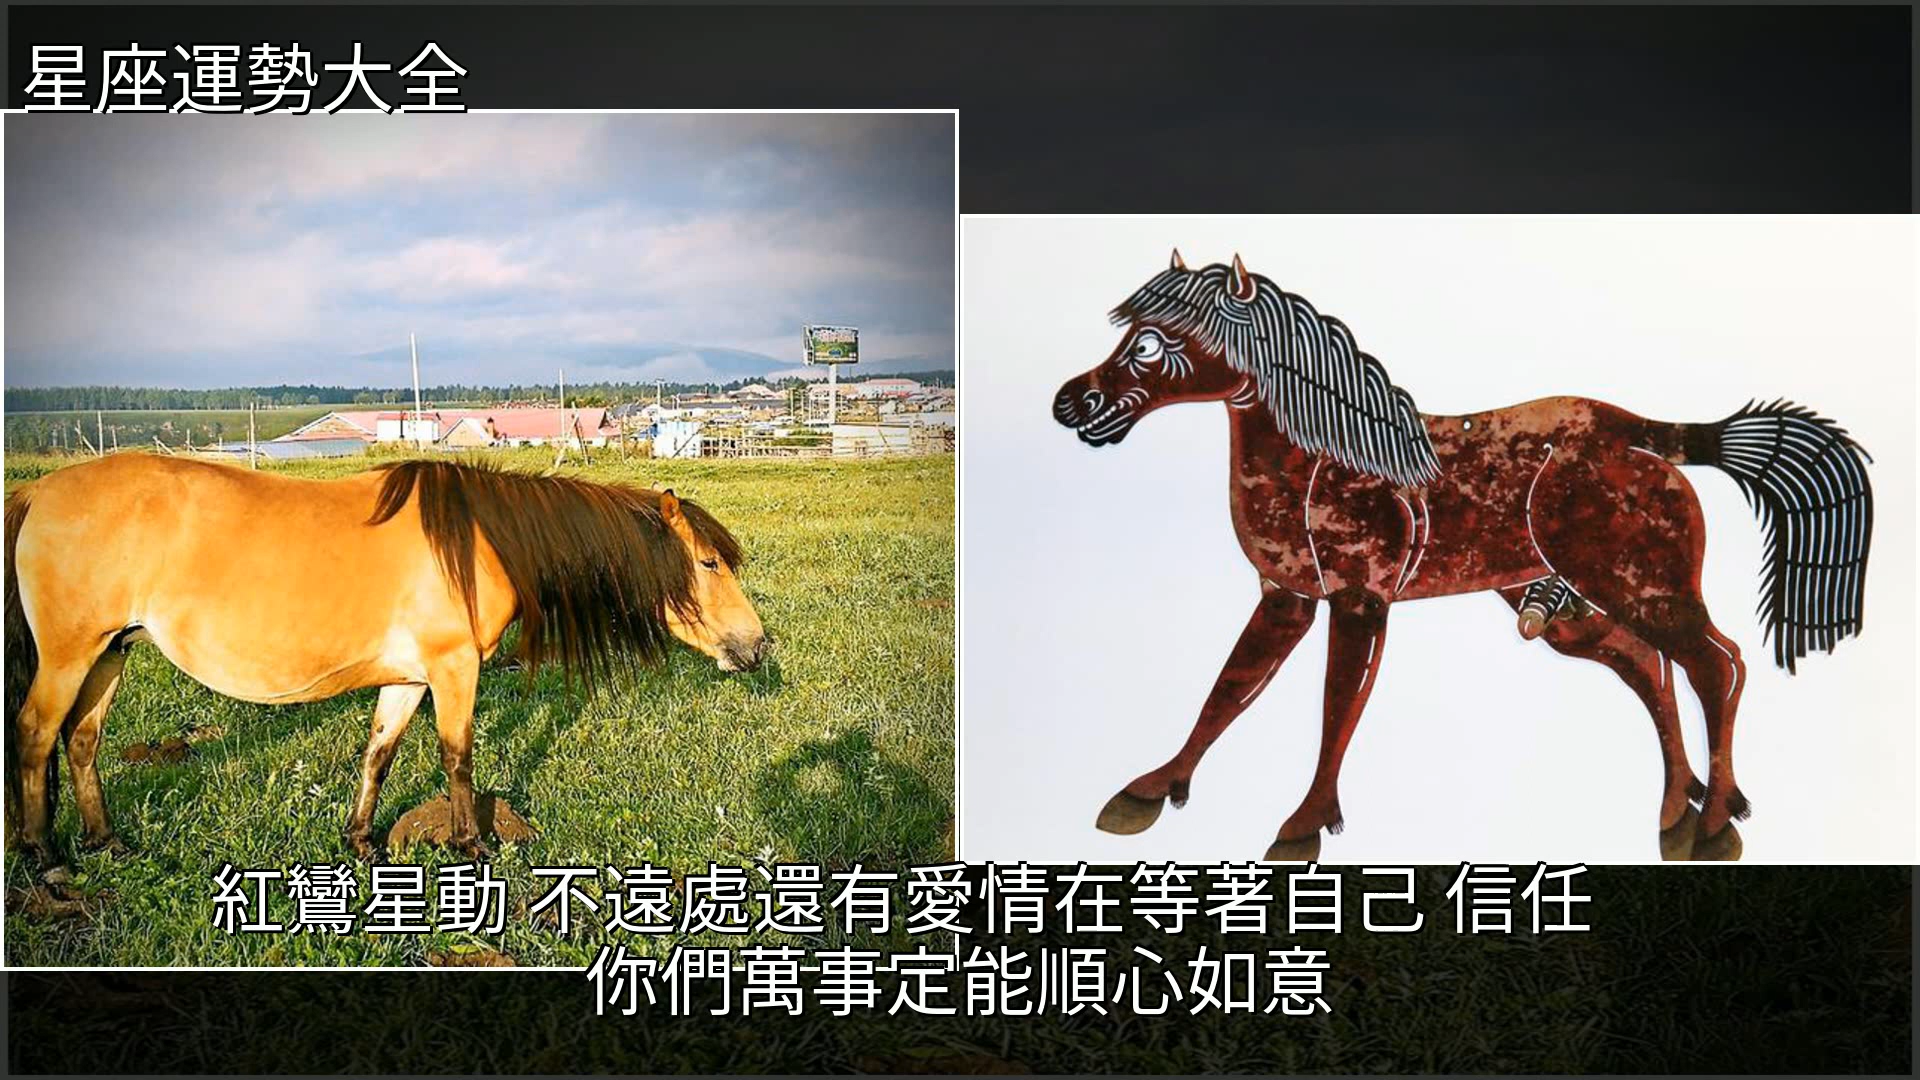 星座運勢大全
紅鸞星動 不遠處還有愛情在等著自己 信任
你們萬事定能順心如意